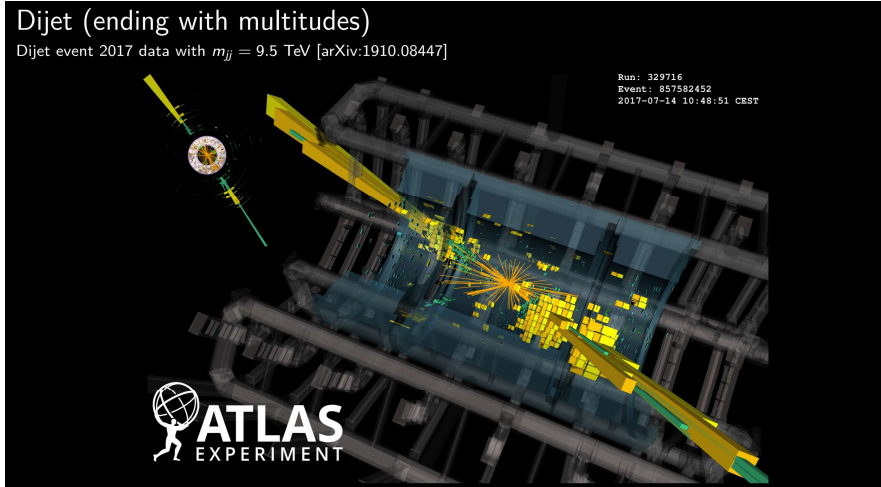 Dijet (ending with multitudes)
Dijet event 2017 data with m_jj = 9.5 TeV [arXiv:1910.08447]
Run: 329716
Event: 857582452
2017-07-14 10:48:51 CEST
ATLAS
EXPERIMENT